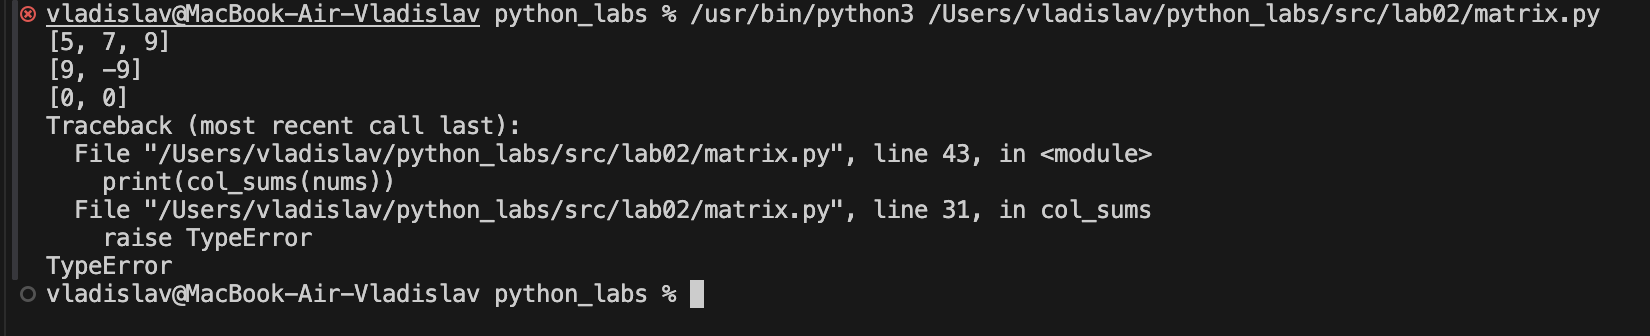 vladislav@MacBook-Air-Vladislav python_labs % /usr/bin/python3 /Users/vladislav/python_labs/src/lab02/matrix.py
[5, 7, 9]
[9, -9]
[0, 0]
Traceback (most recent call last):
  File "/Users/vladislav/python_labs/src/lab02/matrix.py", line 43, in <module>
    print(col_sums(nums))
  File "/Users/vladislav/python_labs/src/lab02/matrix.py", line 31, in col_sums
    raise TypeError
TypeError
vladislav@MacBook-Air-Vladislav python_labs %